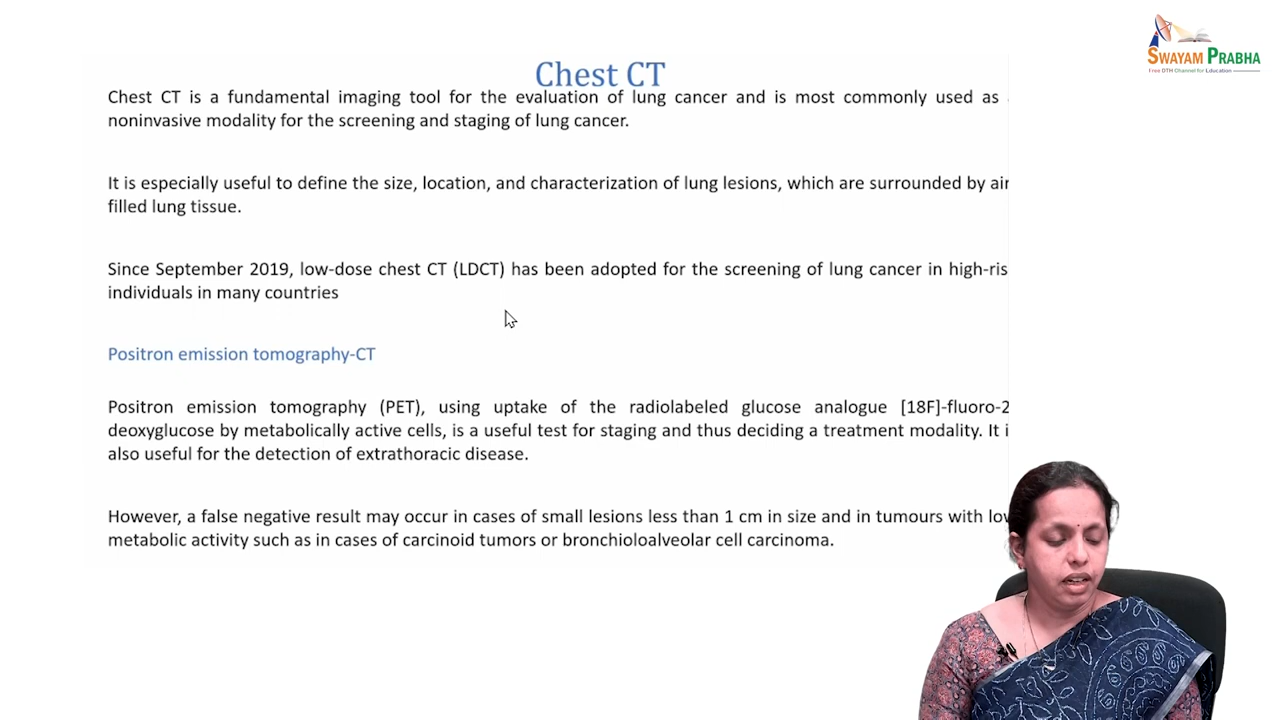 SWAYAM PRABHA
Free DTH Channel for Education
Chest CT
Chest CT is a fundamental imaging tool for the evaluation of lung cancer and is most commonly used as
noninvasive modality for the screening and staging of lung cancer.
It is especially useful to define the size, location, and characterization of lung lesions, which are surrounded by air
filled lung tissue.
Since September 2019, low-dose chest CT (LDCT) has been adopted for the screening of lung cancer in high-ris
individuals in many countries
Positron emission tomography-CT
Positron emission tomography (PET), using uptake of the radiolabeled glucose analogue [18F]-fluoro-2
deoxyglucose by metabolically active cells, is a useful test for staging and thus deciding a treatment modality. It i
also useful for the detection of extrathoracic disease.
However, a false negative result may occur in cases of small lesions less than 1 cm in size and in tumours with lo
metabolic activity such as in cases of carcinoid tumors or bronchioloalveolar cell carcinoma.